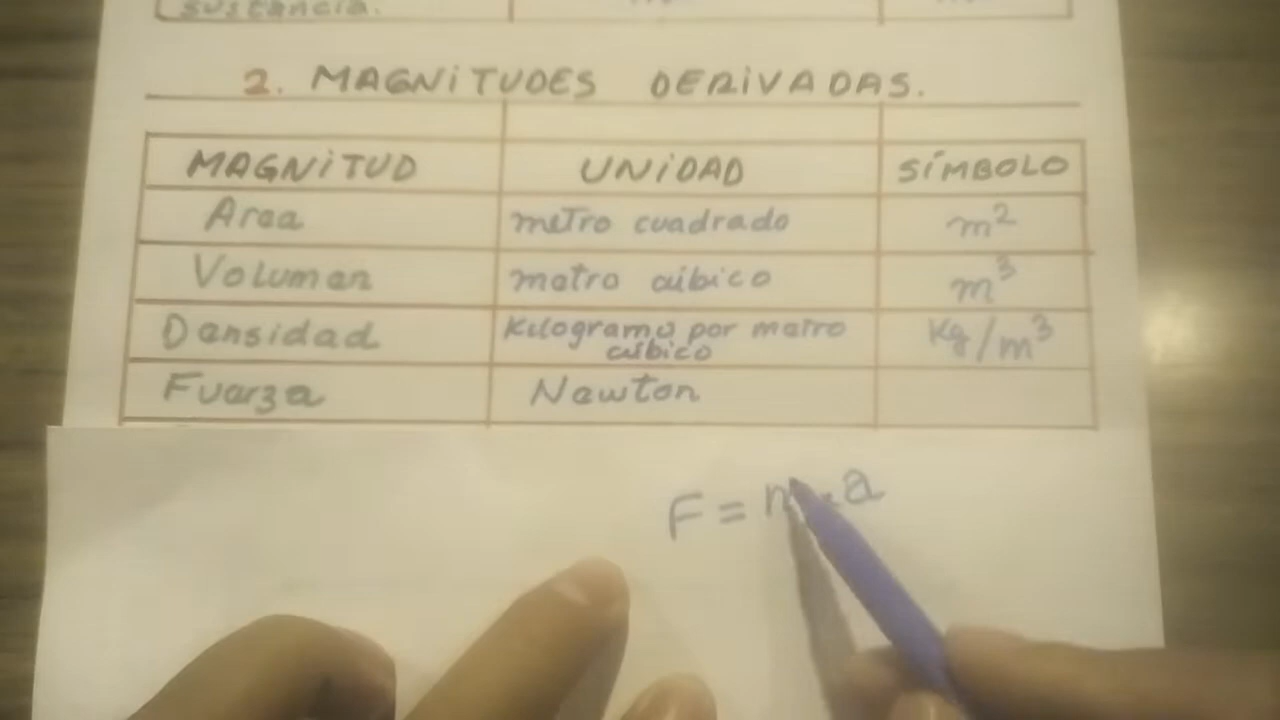 sustancia.
2. MAGNITUDES DERIVADAS.
MAGNITUD UNIDAD SÍMBOLO
Area metro cuadrado m²
Volumen metro cúbico m³
Densidad Kilogramo por metro cúbico Kg/m³
Fuerza Newton
F = m.a